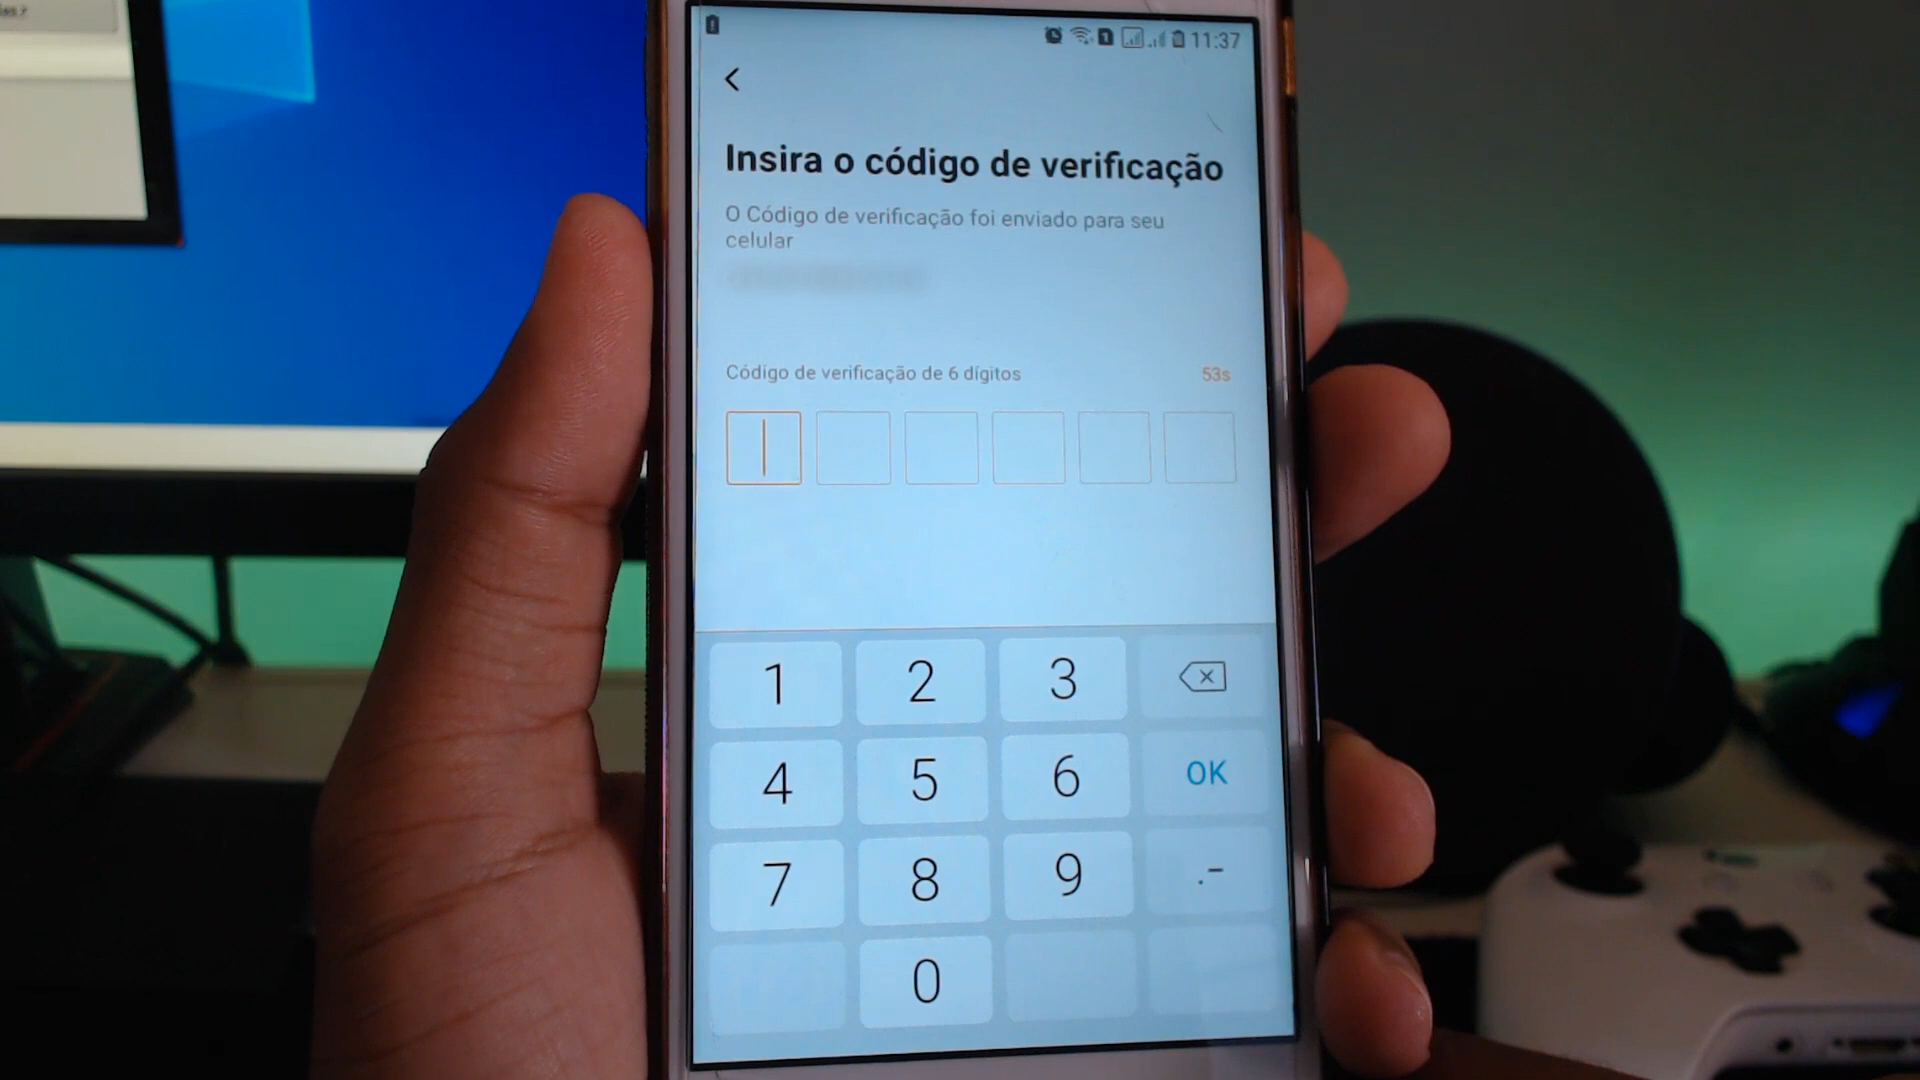 11:37
Insira o código de verificação
O Código de verificação foi enviado para seu
celular
Código de verificação de 6 dígitos 53s
1 2 3
4 5 6 OK
7 8 9 .-
0